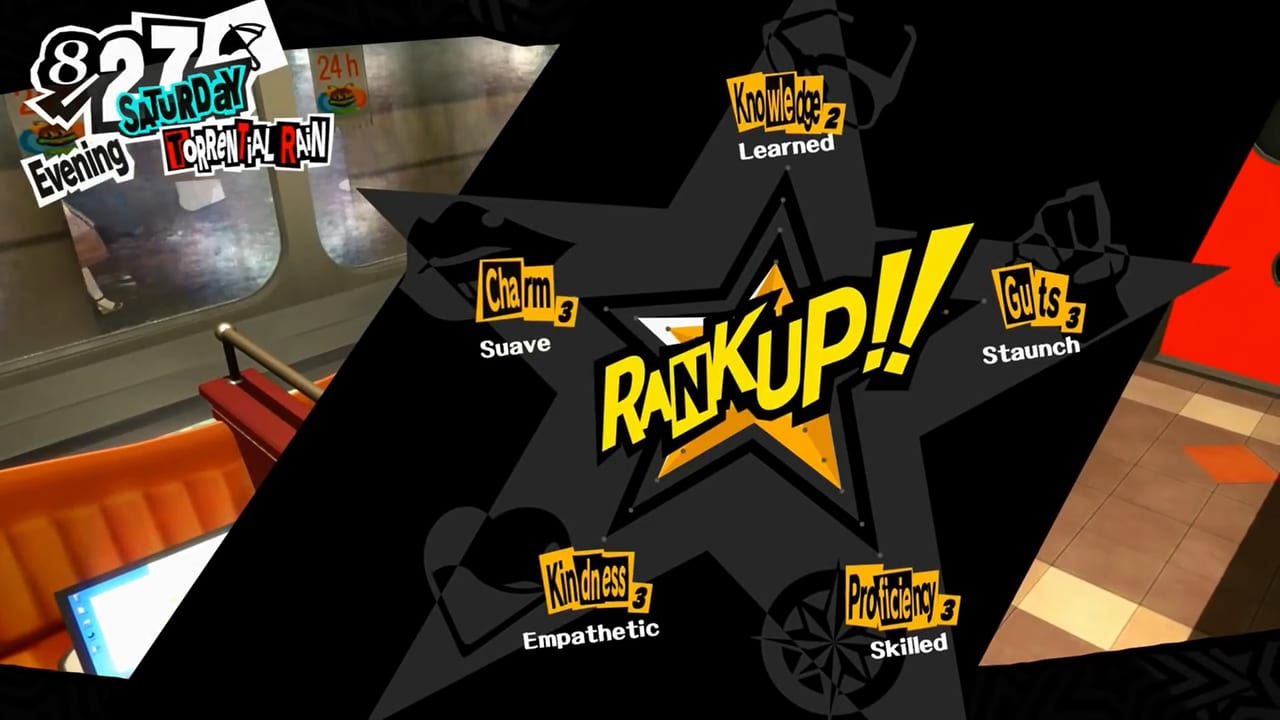 8 27
SATURDAY
Evening
TORRENTIAL RAIN
24h
Knowledge 2
Learned
Charm 3
Suave
Guts 3
Staunch
RANK UP!!
Kindness 3
Empathetic
Proficiency 3
Skilled